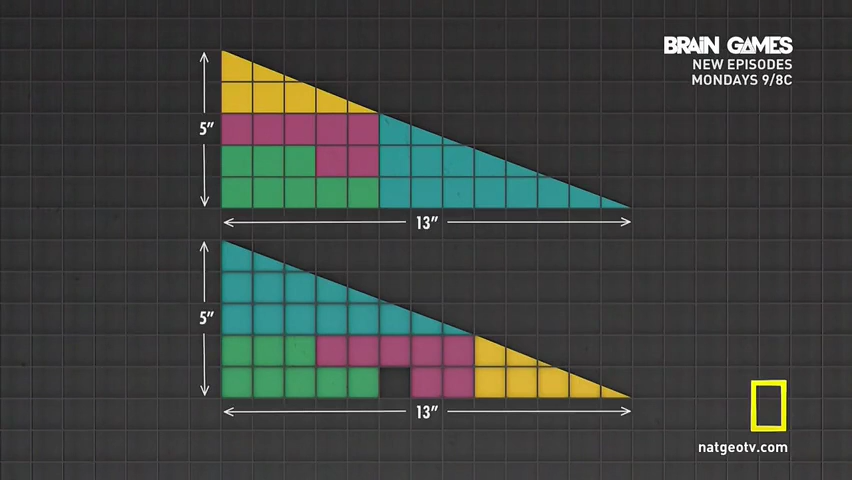 BRAIN GAMES
NEW EPISODES
MONDAYS 9/8C
5"
13"
5"
13"
natgeotv.com